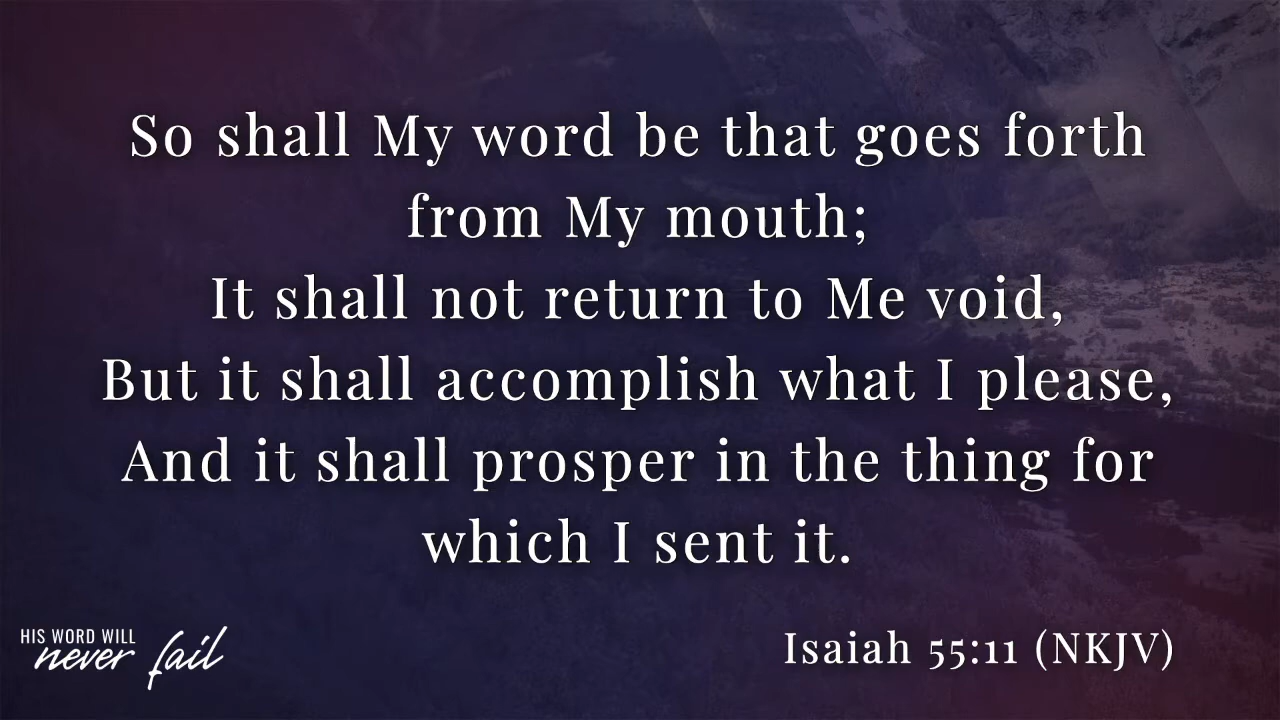 So shall My word be that goes forth
from My mouth;
It shall not return to Me void,
But it shall accomplish what I please,
And it shall prosper in the thing for
which I sent it.
HIS WORD WILL
never fail
Isaiah 55:11 (NKJV)